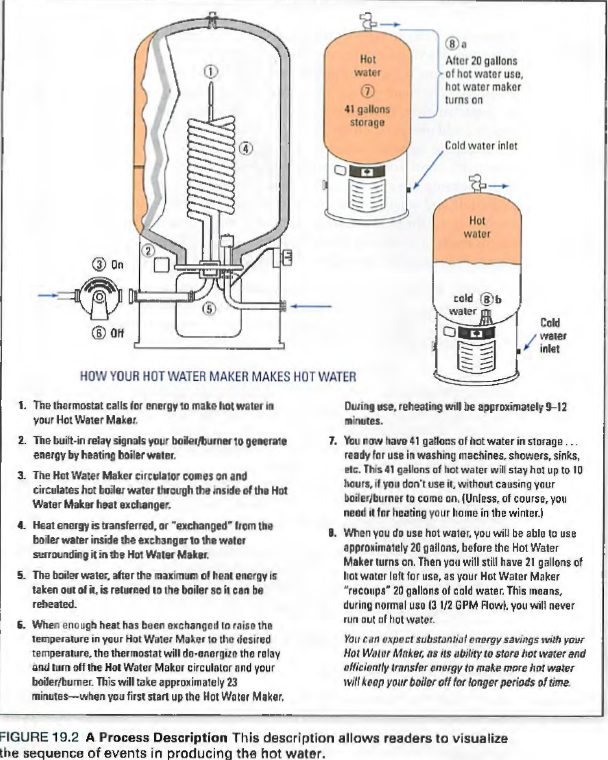 ①
Hot
water
⑦
41 gallons
storage
⑧ a
After 20 gallons
of hot water use,
hot water maker
turns on
④
Cold water inlet
Hot
water
②
③ On
cold ⑧ b
water
⑤
⑥ Off
Cold
water
inlet
HOW YOUR HOT WATER MAKER MAKES HOT WATER
1. The thermostat calls for energy to make hot water in
your Hot Water Maker.
2. The built-in relay signals your boiler/burner to generate
energy by heating boiler water.
3. The Hot Water Maker circulator comes on and
circulates hot boiler water through the inside of the Hot
Water Maker heat exchanger.
4. Heat energy is transferred, or "exchanged" from the
boiler water inside the exchanger to the water
surrounding it in the Hot Water Maker.
5. The boiler water, after the maximum of heat energy is
taken out of it, is returned to the boiler so it can be
reheated.
6. When enough heat has been exchanged to raise the
temperature in your Hot Water Maker to the desired
temperature, the thermostat will de-energize the relay
and turn off the Hot Water Maker circulator and your
boiler/burner. This will take approximately 23
minutes—when you first start up the Hot Water Maker.
During use, reheating will be approximately 9–12
minutes.
7. You now have 41 gallons of hot water in storage . . .
ready for use in washing machines, showers, sinks,
etc. This 41 gallons of hot water will stay hot up to 10
hours, if you don't use it, without causing your
boiler/burner to come on. (Unless, of course, you
need it for heating your home in the winter.)
8. When you do use hot water, you will be able to use
approximately 20 gallons, before the Hot Water
Maker turns on. Then you will still have 21 gallons of
hot water left for use, as your Hot Water Maker
"recoups" 20 gallons of cold water. This means,
during normal use (3 1/2 GPM Flow), you will never
run out of hot water.
You can expect substantial energy savings with your
Hot Water Maker, as its ability to store hot water and
efficiently transfer energy to make more hot water
will keep your boiler off for longer periods of time.
FIGURE 19.2 A Process Description This description allows readers to visualize
the sequence of events in producing the hot water.